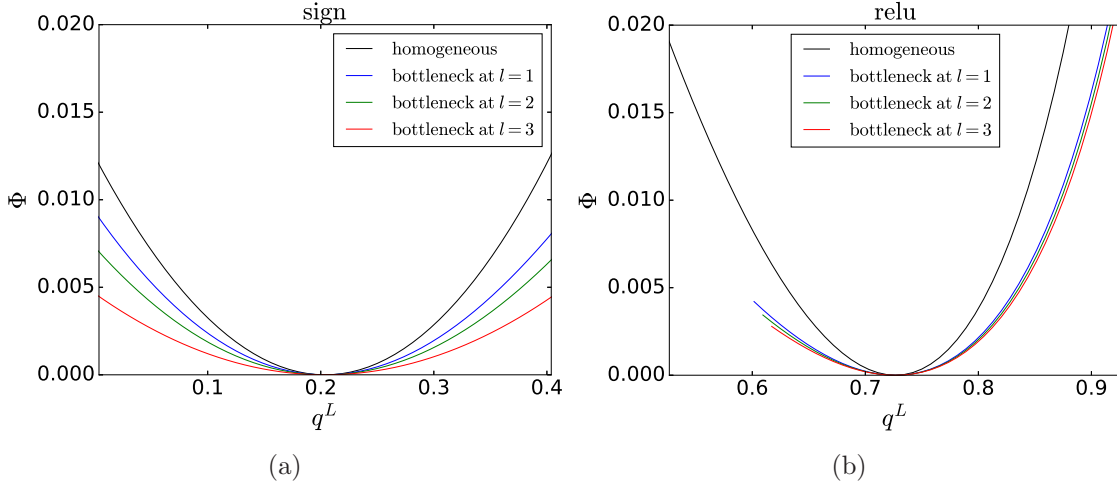 sign
0.020
0.015
0.010
0.005
0.000
Φ
homogeneous
bottleneck at l = 1
bottleneck at l = 2
bottleneck at l = 3
0.1 0.2 0.3 0.4
q^L
(a)
relu
0.020
0.015
0.010
0.005
0.000
Φ
homogeneous
bottleneck at l = 1
bottleneck at l = 2
bottleneck at l = 3
0.6 0.7 0.8 0.9
q^L
(b)